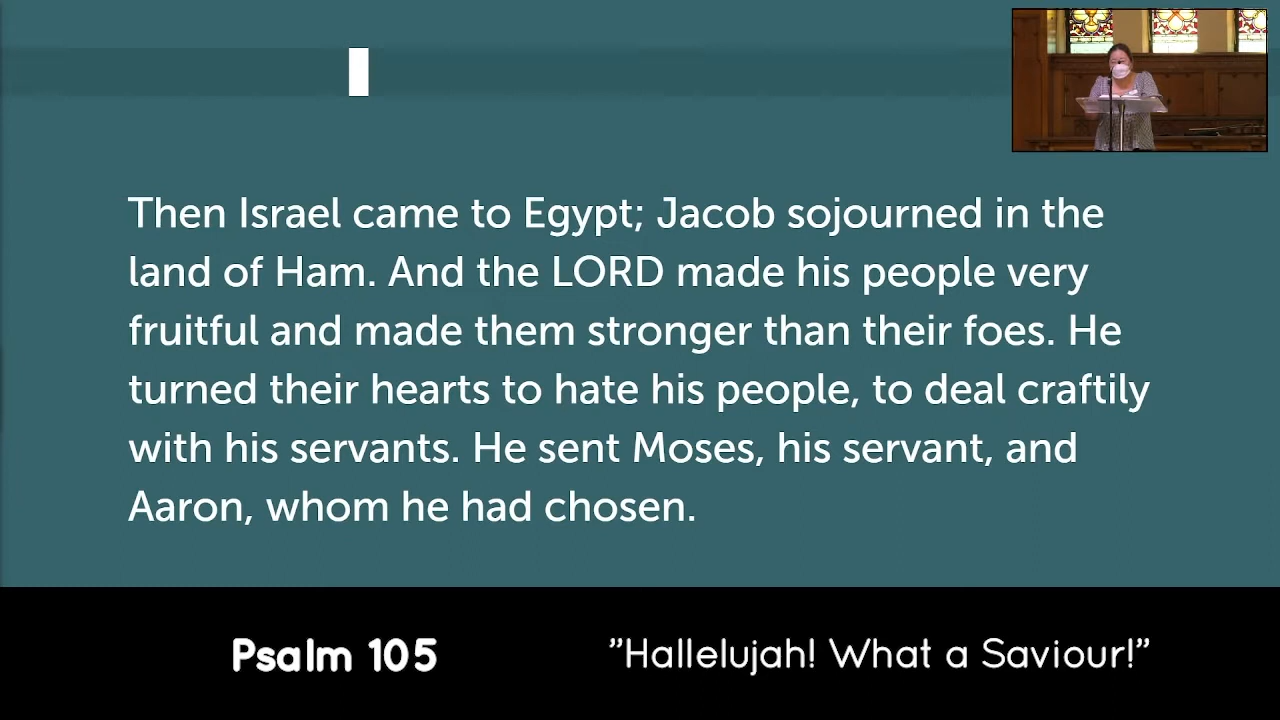 Then Israel came to Egypt; Jacob sojourned in the
land of Ham. And the LORD made his people very
fruitful and made them stronger than their foes. He
turned their hearts to hate his people, to deal craftily
with his servants. He sent Moses, his servant, and
Aaron, whom he had chosen.
Psalm 105
”Hallelujah! What a Saviour!”